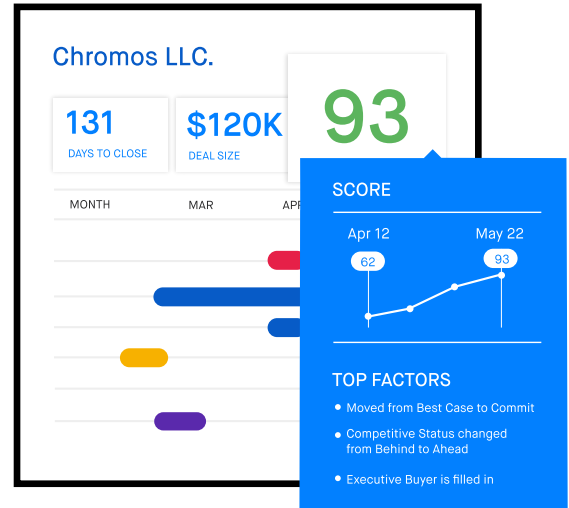 Chromos LLC.
131
DAYS TO CLOSE
$120K
DEAL SIZE
93
MONTH
MAR
APR
SCORE
Apr 12
May 22
62
93
TOP FACTORS
Moved from Best Case to Commit
Competitive Status changed
from Behind to Ahead
Executive Buyer is filled in